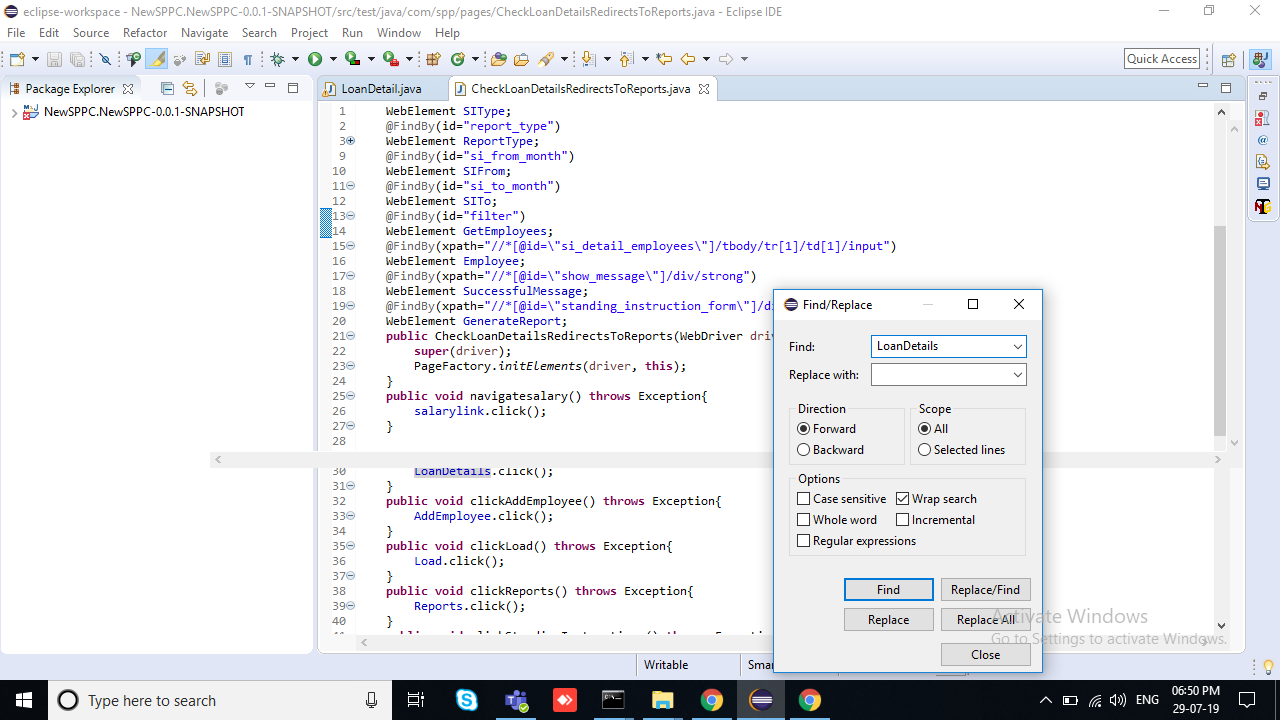 eclipse-workspace - NewSPPC.NewSPPC-0.0.1-SNAPSHOT/src/test/java/com/spp/pages/CheckLoanDetailsRedirectsToReports.java - Eclipse IDE
File Edit Source Refactor Navigate Search Project Run Window Help
Quick Access
Package Explorer
LoanDetail.java
CheckLoanDetailsRedirectsToReports.java
NewSPPC.NewSPPC-0.0.1-SNAPSHOT
1 WebElement SIType;
2 @FindBy(id="report_type")
3 WebElement ReportType;
9 @FindBy(id="si_from_month")
10 WebElement SIFrom;
11 @FindBy(id="si_to_month")
12 WebElement SITo;
13 @FindBy(id="filter")
14 WebElement GetEmployees;
15 @FindBy(xpath="//*[@id=\"si_detail_employees\"]/tbody/tr[1]/td[1]/input")
16 WebElement Employee;
17 @FindBy(xpath="//*[@id=\"show_message\"]/div/strong")
18 WebElement SuccessfulMessage;
19 @FindBy(xpath="//*[@id=\"standing_instruction_form\"]/di
20 WebElement GenerateReport;
21 public CheckLoanDetailsRedirectsToReports(WebDriver driv
22 super(driver);
23 PageFactory.initElements(driver, this);
24 }
25 public void navigatesalary() throws Exception{
26 salarylink.click();
27 }
28
30 LoanDetails.click();
31 }
32 public void clickAddEmployee() throws Exception{
33 AddEmployee.click();
34 }
35 public void clickLoad() throws Exception{
36 Load.click();
37 }
38 public void clickReports() throws Exception{
39 Reports.click();
40 }
Find/Replace
Find: LoanDetails
Replace with:
Direction
Forward
Backward
Scope
All
Selected lines
Options
Case sensitive
Wrap search
Whole word
Incremental
Regular expressions
Find
Replace/Find
Replace
Replace All
Close
Activate Windows
Go to Settings to activate Windows.
Writable
Smar
Type here to search
ENG
06:50 PM
29-07-19